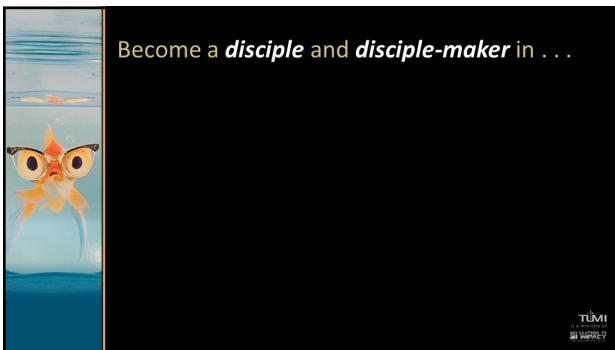 Become a disciple and disciple-maker in . . .
TUMI
is a ministry of
WORLD
IMPACT